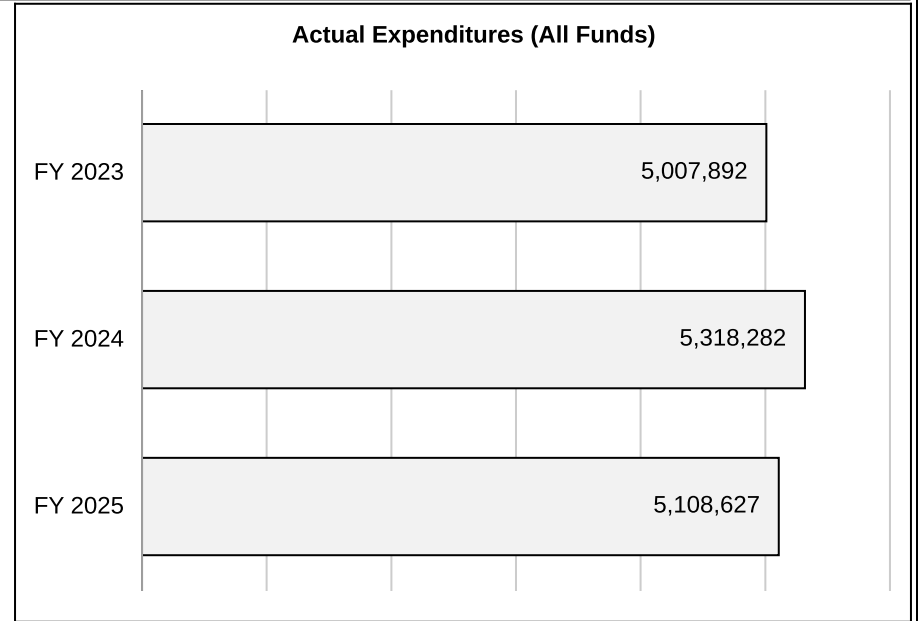 Actual Expenditures (All Funds)
FY 2023
5,007,892
FY 2024
5,318,282
FY 2025
5,108,627